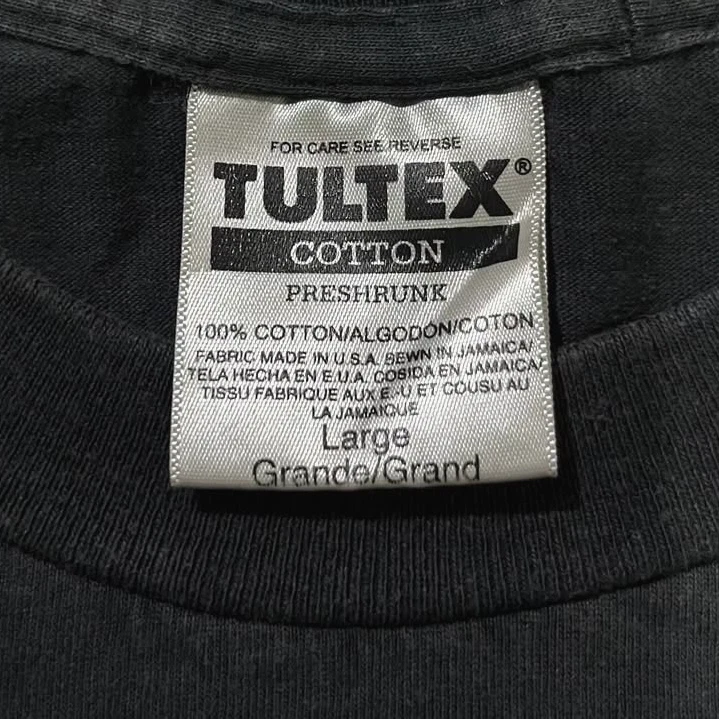 FOR CARE SEE REVERSE
TULTEX®
COTTON
PRESHRUNK
100% COTTON/ALGODÓN/COTON
FABRIC MADE IN U.S.A. SEWN IN JAMAICA/
TELA HECHA EN E.U.A. COSIDA EN JAMAICA/
TISSU FABRIQUE AUX E.-U ET COUSU AU
LA JAMAIQUE
Large
Grande/Grand